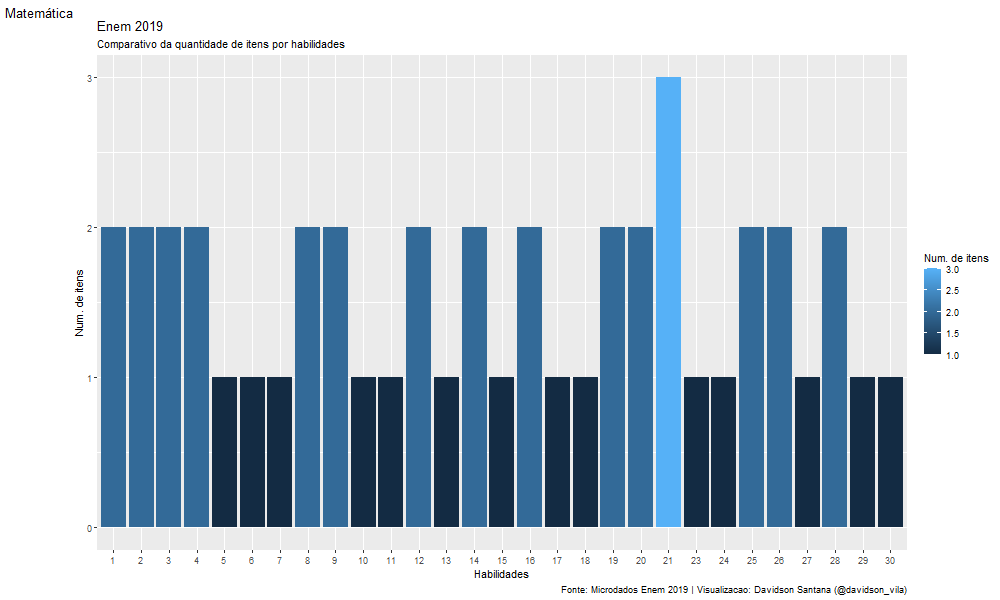 Matemática
Enem 2019
Comparativo da quantidade de itens por habilidades
3
2
1
0
Num. de itens
1 2 3 4 5 6 7 8 9 10 11 12 13 14 15 16 17 18 19 20 21 23 24 25 26 27 28 29 30
Habilidades
Num. de itens
3.0
2.5
2.0
1.5
1.0
Fonte: Microdados Enem 2019 | Visualizacao: Davidson Santana (@davidson_vila)